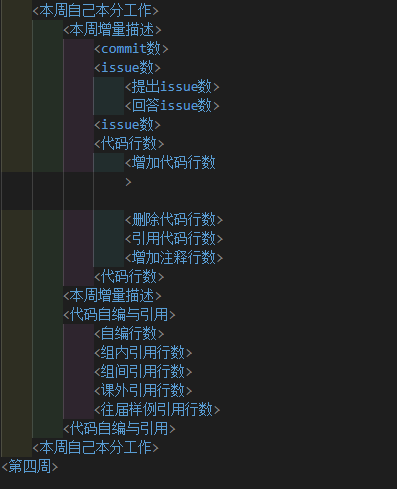 <本周自己本分工作>
<本周增量描述>
<commit数>
<issue数>
<提出issue数>
<回答issue数>
<issue数>
<代码行数>
<增加代码行数
>
<删除代码行数>
<引用代码行数>
<增加注释行数>
<代码行数>
<本周增量描述>
<代码自编与引用>
<自编行数>
<组内引用行数>
<组间引用行数>
<课外引用行数>
<往届样例引用行数>
<代码自编与引用>
<本周自己本分工作>
<第四周>